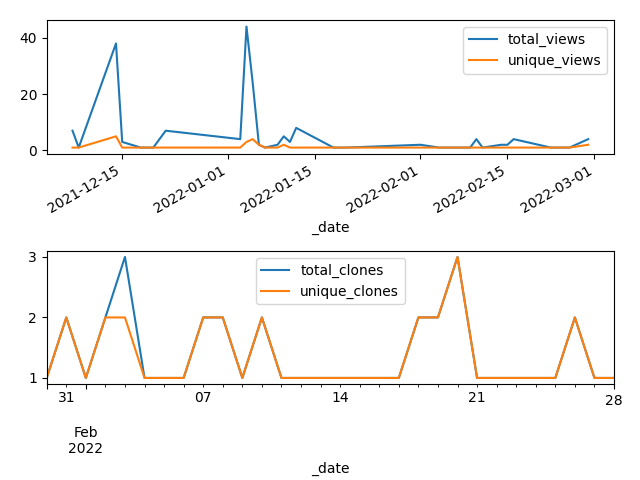 total_views
unique_views
40
20
0
2021-12-15
2022-01-01
2022-01-15
2022-02-01
2022-02-15
2022-03-01
_date
total_clones
unique_clones
3
2
1
31
07
14
21
28
Feb
2022
_date